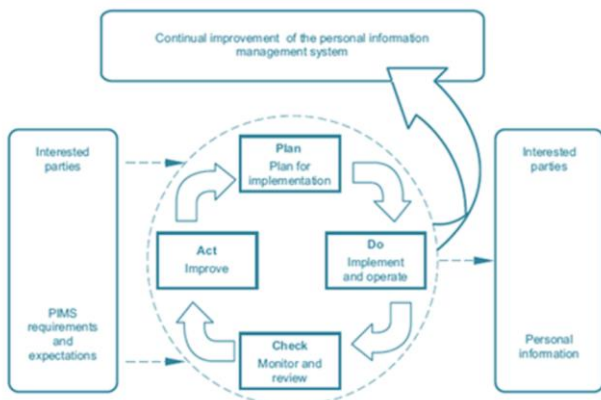 Continual improvement of the personal information
management system
Interested
parties
PIMS
requirements
and
expectations
Plan
Plan for
implementation
Act
Improve
Do
Implement
and operate
Check
Monitor and
review
Interested
parties
Personal
information